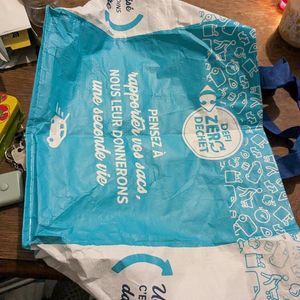 DÉFI
ZÉRO
DÉCHET
PENSEZ À
rapporter vos sacs,
NOUS LEUR DONNERONS
une seconde vie
C'E